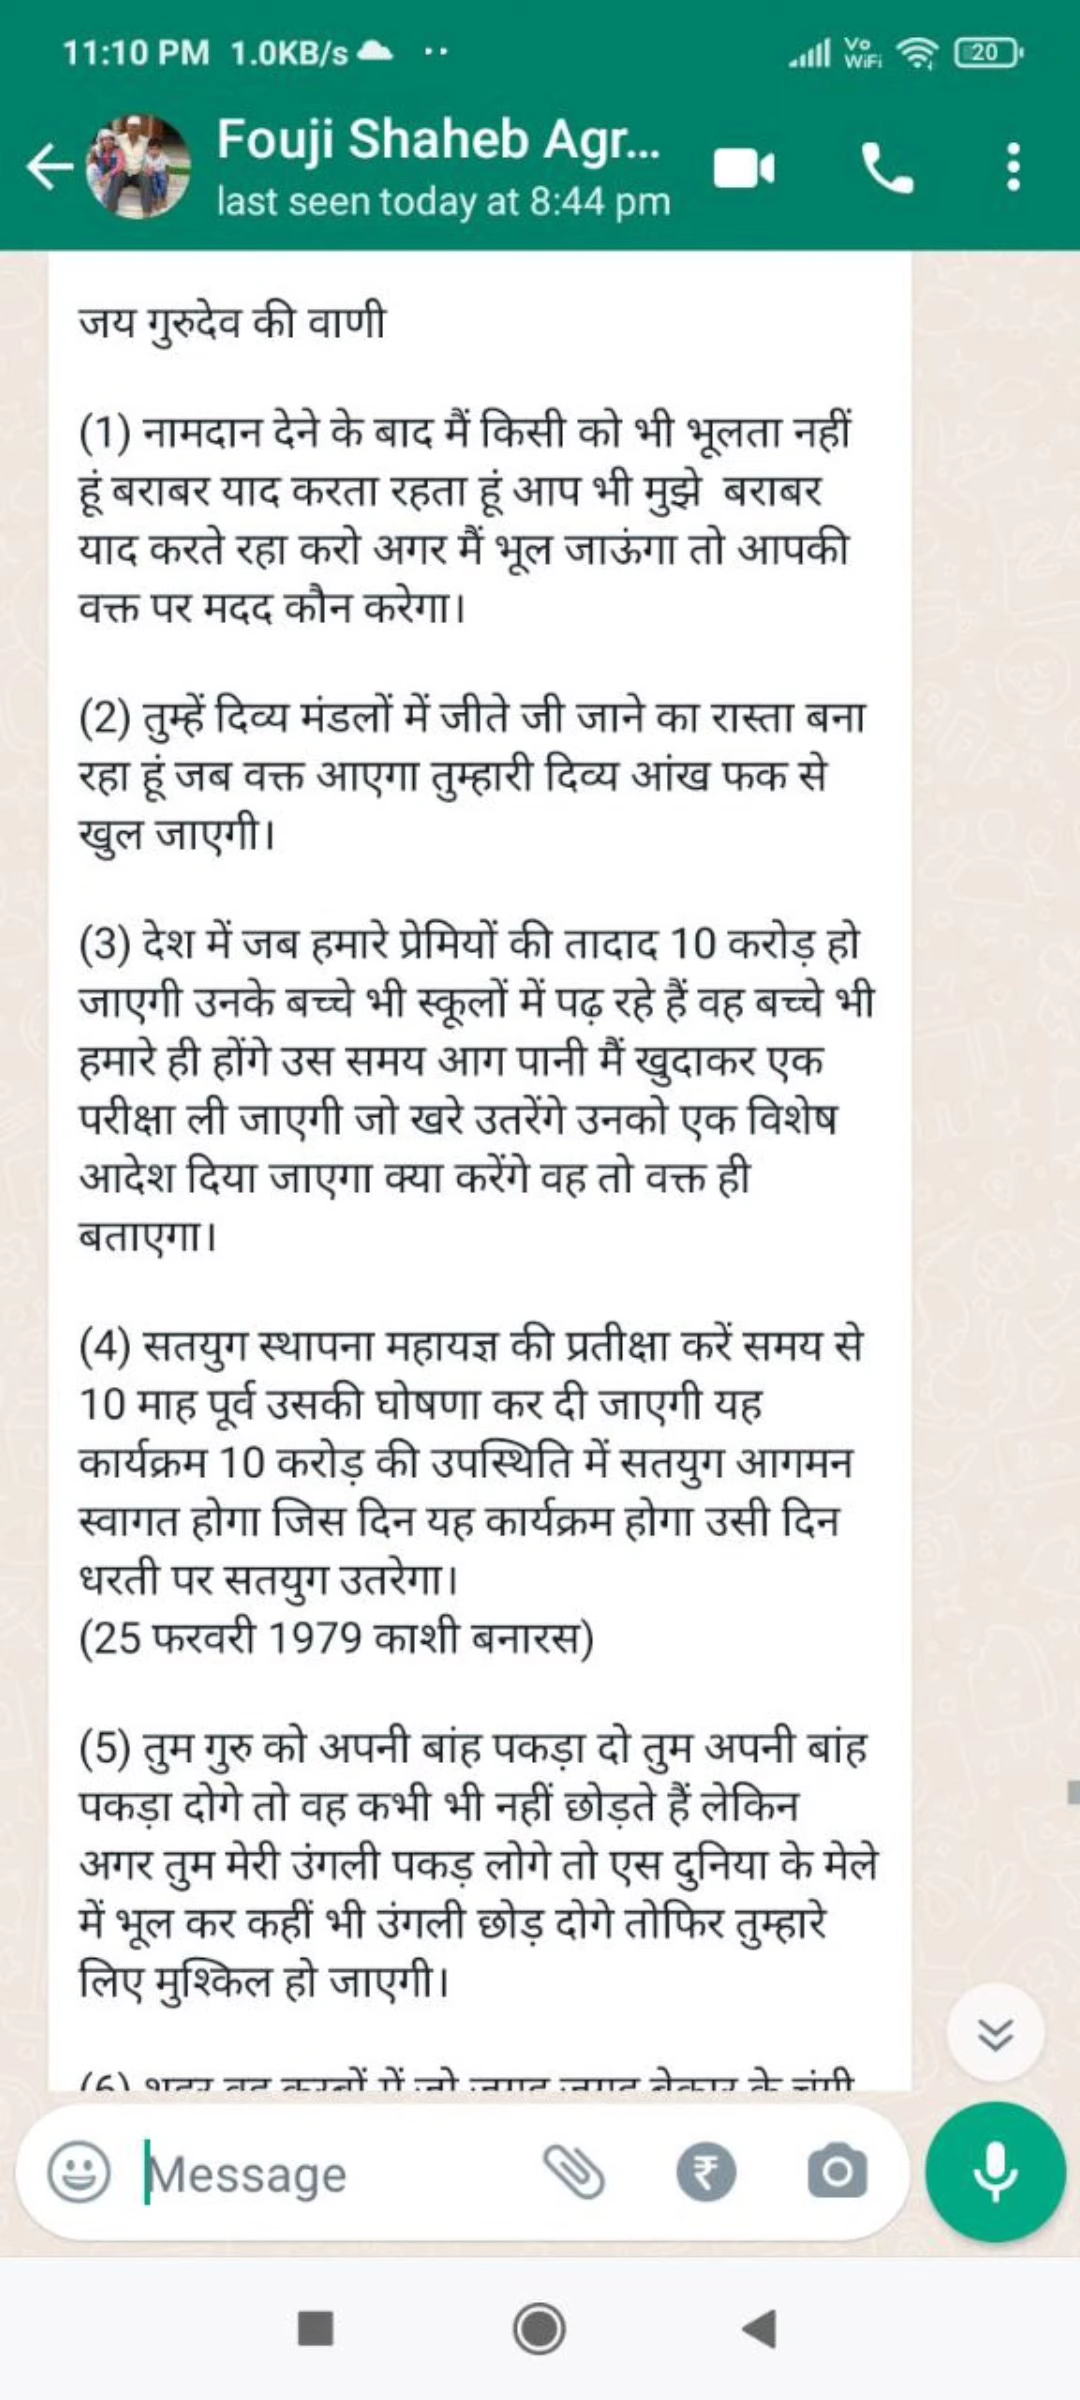 11:10 PM 1.0KB/s
Vo WiFi 20
Fouji Shaheb Agr...
last seen today at 8:44 pm
जय गुरुदेव की वाणी
(1) नामदान देने के बाद मैं किसी को भी भूलता नहीं
हूं बराबर याद करता रहता हूं आप भी मुझे बराबर
याद करते रहा करो अगर मैं भूल जाऊंगा तो आपकी
वक्त पर मदद कौन करेगा।
(2) तुम्हें दिव्य मंडलों में जीते जी जाने का रास्ता बना
रहा हूं जब वक्त आएगा तुम्हारी दिव्य आंख फक से
खुल जाएगी।
(3) देश में जब हमारे प्रेमियों की तादाद 10 करोड़ हो
जाएगी उनके बच्चे भी स्कूलों में पढ़ रहे हैं वह बच्चे भी
हमारे ही होंगे उस समय आग पानी मैं खुदाकर एक
परीक्षा ली जाएगी जो खरे उतरेंगे उनको एक विशेष
आदेश दिया जाएगा क्या करेंगे वह तो वक्त ही
बताएगा।
(4) सतयुग स्थापना महायज्ञ की प्रतीक्षा करें समय से
10 माह पूर्व उसकी घोषणा कर दी जाएगी यह
कार्यक्रम 10 करोड़ की उपस्थिति में सतयुग आगमन
स्वागत होगा जिस दिन यह कार्यक्रम होगा उसी दिन
धरती पर सतयुग उतरेगा।
(25 फरवरी 1979 काशी बनारस)
(5) तुम गुरु को अपनी बांह पकड़ा दो तुम अपनी बांह
पकड़ा दोगे तो वह कभी भी नहीं छोड़ते हैं लेकिन
अगर तुम मेरी उंगली पकड़ लोगे तो एस दुनिया के मेले
में भूल कर कहीं भी उंगली छोड़ दोगे तोफिर तुम्हारे
लिए मुश्किल हो जाएगी।
Message